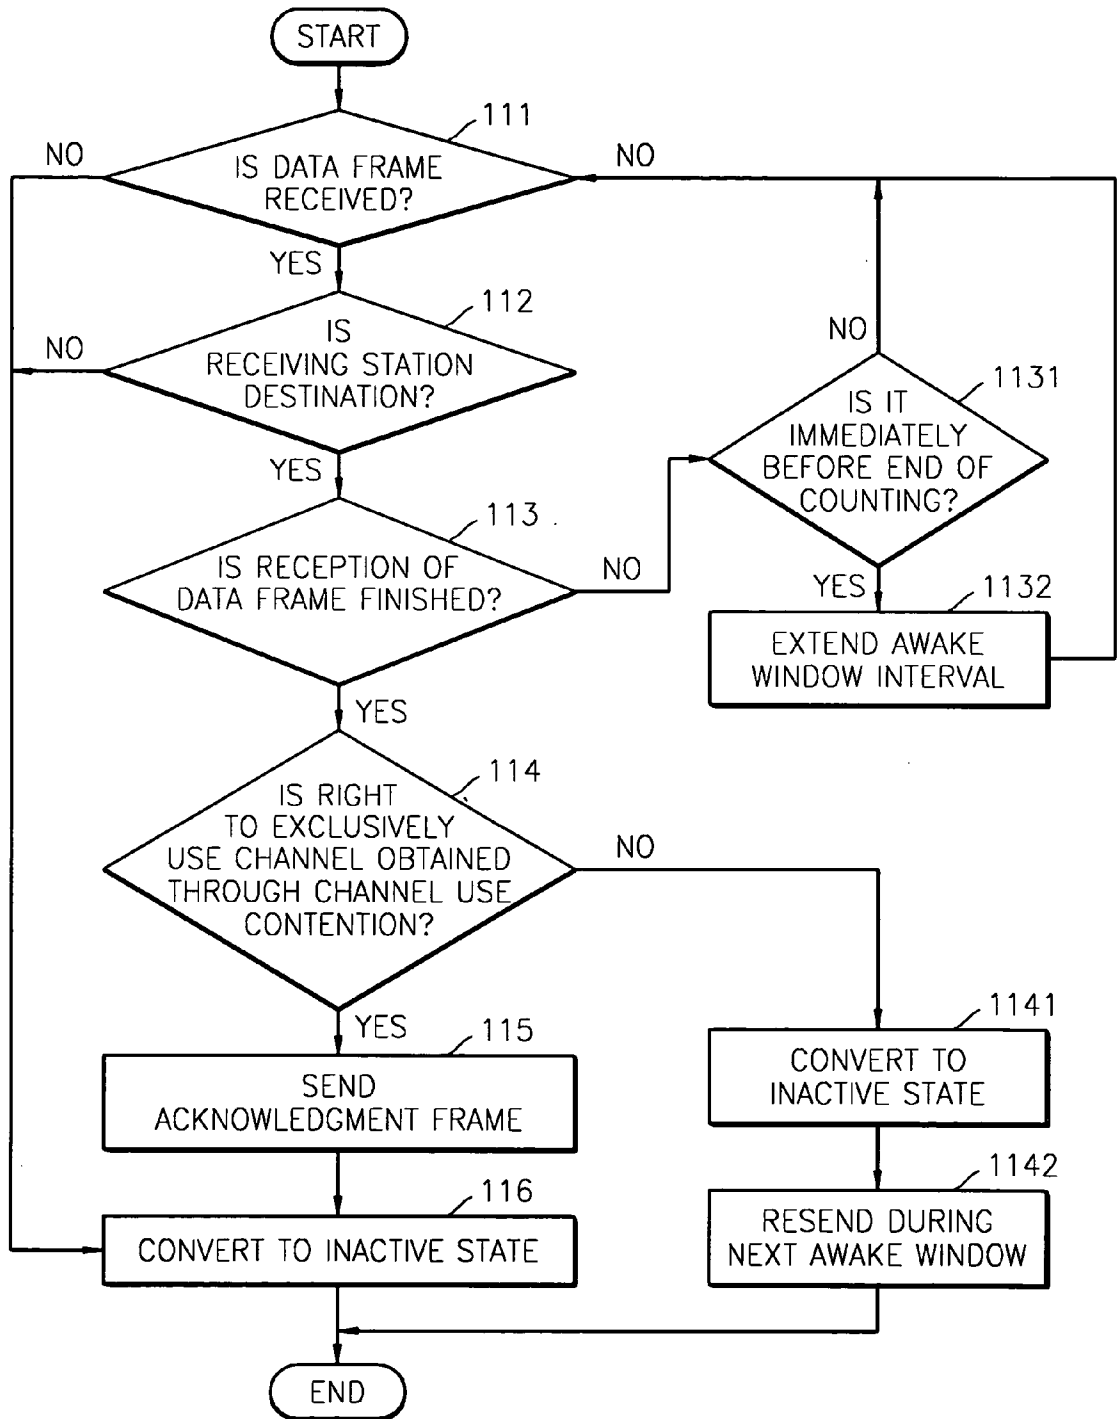 START
111
NO
NO
IS DATA FRAME
RECEIVED?
YES
112
NO
IS
RECEIVING STATION
DESTINATION?
NO
1131
IS IT
IMMEDIATELY
BEFORE END OF
COUNTING?
YES
113
IS RECEPTION OF
DATA FRAME FINISHED?
NO
YES
1132
EXTEND AWAKE
WINDOW INTERVAL
YES
114
IS RIGHT
TO EXCLUSIVELY
USE CHANNEL OBTAINED
THROUGH CHANNEL USE
CONTENTION?
NO
YES
115
SEND
ACKNOWLEDGMENT FRAME
1141
CONVERT TO
INACTIVE STATE
116
CONVERT TO INACTIVE STATE
1142
RESEND DURING
NEXT AWAKE WINDOW
END